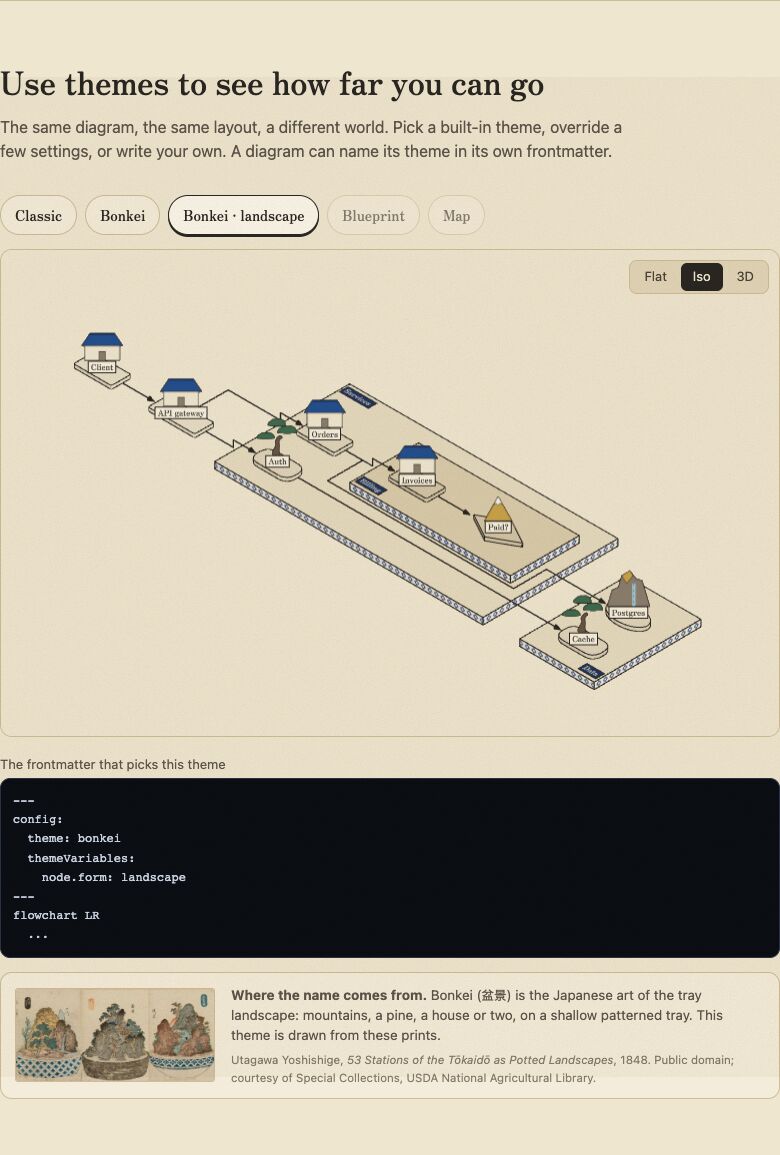 Use themes to see how far you can go
The same diagram, the same layout, a different world. Pick a built-in theme, override a
few settings, or write your own. A diagram can name its theme in its own frontmatter.
Classic
Bonkei
Bonkei · landscape
Blueprint
Map
Flat
Iso
3D
Client
API gateway
Services
Orders
Auth
Invoices
Billing
Paid?
Postgres
Cache
Data
The frontmatter that picks this theme
---
config:
  theme: bonkei
  themeVariables:
    node.form: landscape
---
flowchart LR
  ...
Where the name comes from. Bonkei (盆景) is the Japanese art of the tray
landscape: mountains, a pine, a house or two, on a shallow patterned tray. This
theme is drawn from these prints.
Utagawa Yoshishige, 53 Stations of the Tōkaidō as Potted Landscapes, 1848. Public domain;
courtesy of Special Collections, USDA National Agricultural Library.